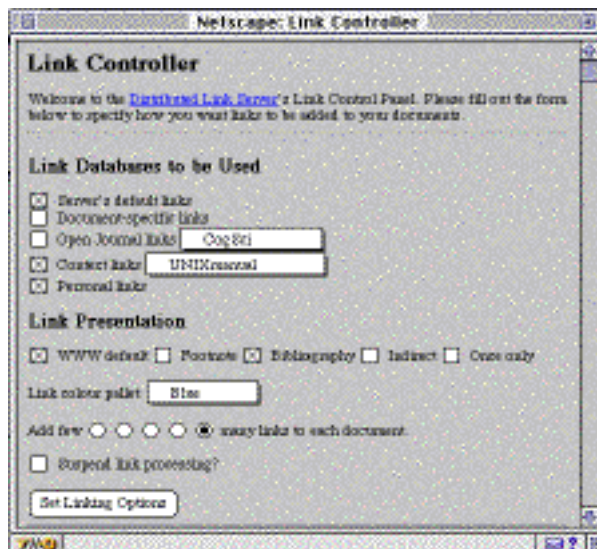 Netscape: Link Controller
Link Controller
Welcome to the Distributed Link Server's Link Control Panel. Please fill out the form
below to specify how you want links to be added to your documents.
Link Databases to be Used
Server's default links
Document-specific links
Open Journal links CogSci
Context links UNIXmanual
Personal links
Link Presentation
WWW default Footnote Bibliography Indirect Once only
Link colour pallet Blue
Add few many links to each document.
Suspend link processing?
Set Linking Options